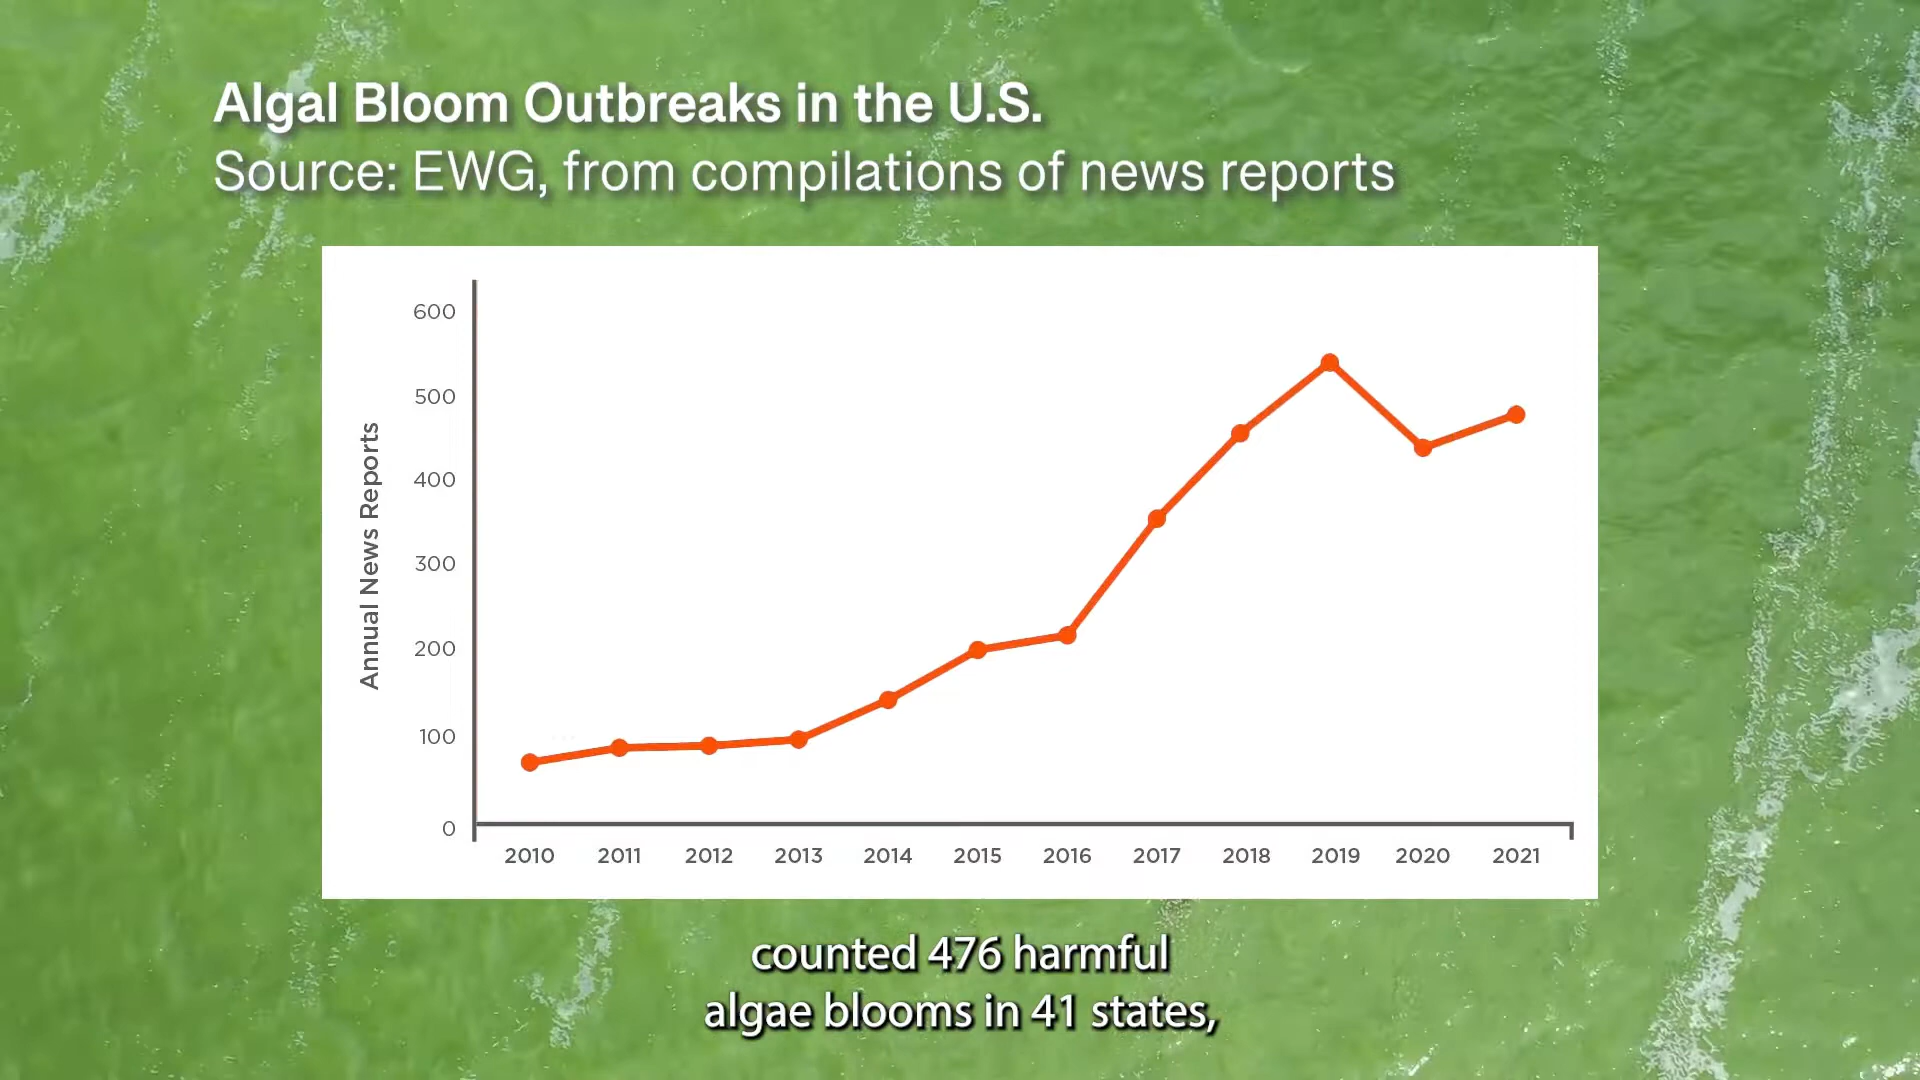 Algal Bloom Outbreaks in the U.S.
Source: EWG, from compilations of news reports
Annual News Reports
600
500
400
300
200
100
0
2010 2011 2012 2013 2014 2015 2016 2017 2018 2019 2020 2021
counted 476 harmful
algae blooms in 41 states,